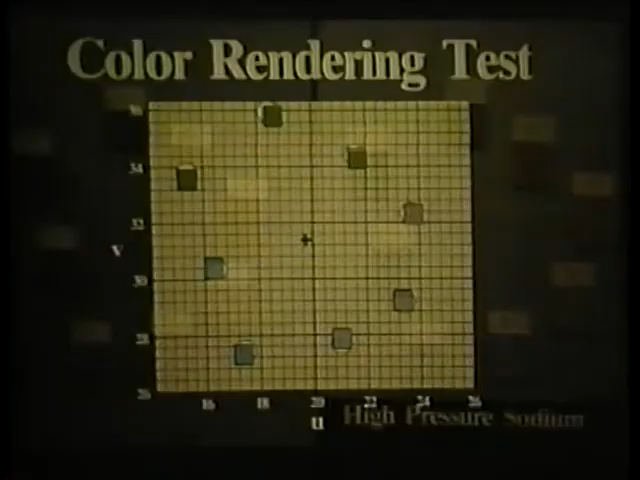 Color Rendering Test
36
34
32
V
30
28
26
16 18 20 22 24 26
u
High Pressure Sodium